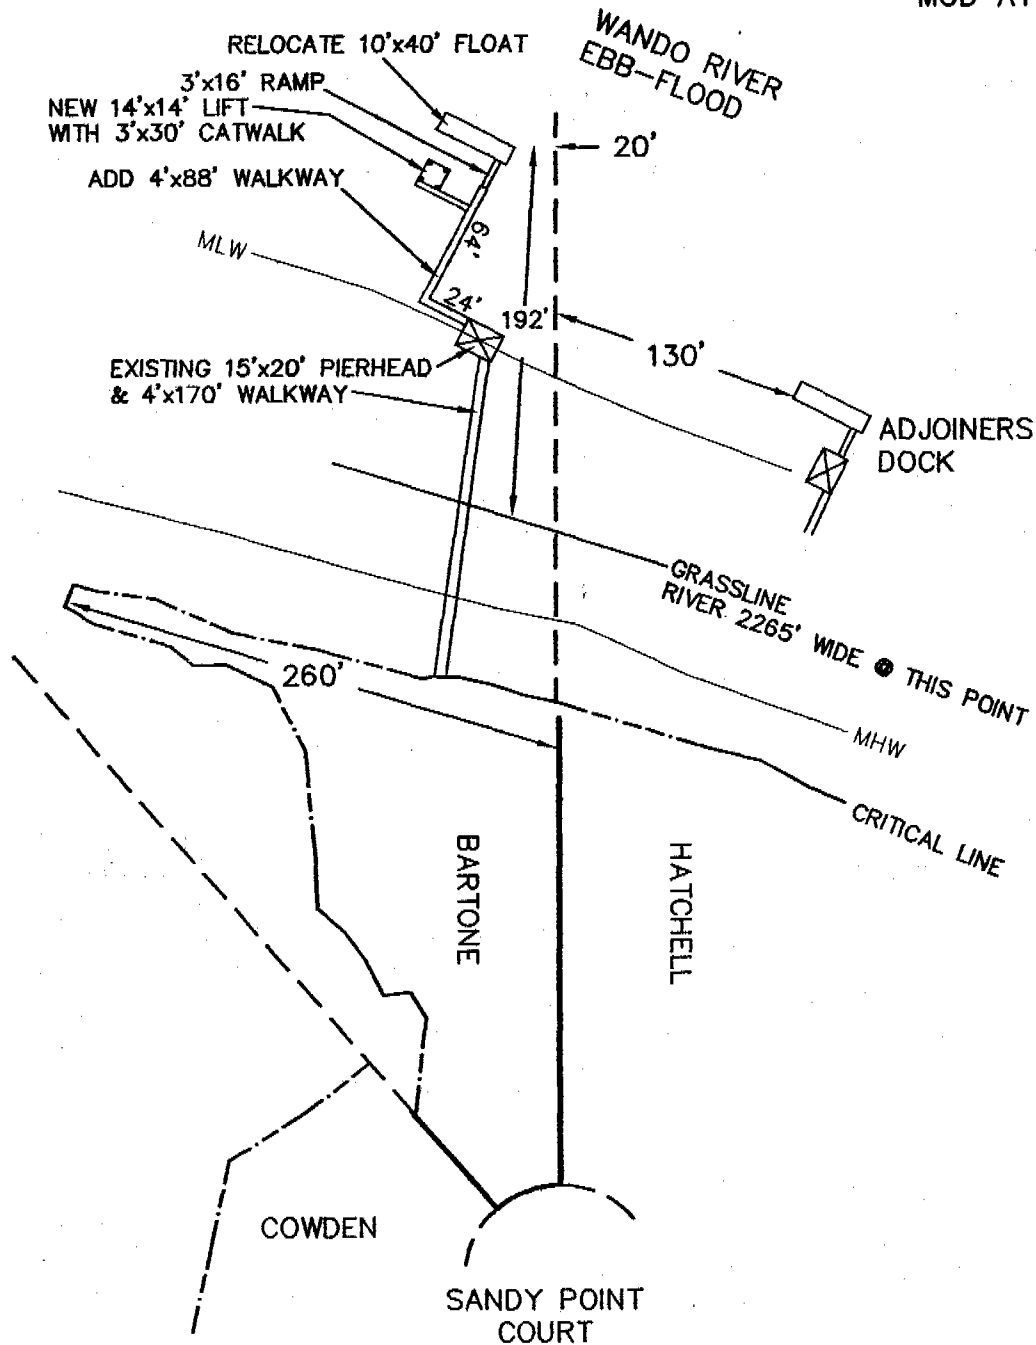 WANDO RIVER
EBB-FLOOD
RELOCATE 10'x40' FLOAT
3'x16' RAMP
NEW 14'x14' LIFT
WITH 3'x30' CATWALK
ADD 4'x88' WALKWAY
20'
MLW
64'
24'
192'
130'
EXISTING 15'x20' PIERHEAD
& 4'x170' WALKWAY
ADJOINERS
DOCK
GRASSLINE
RIVER 2265' WIDE @ THIS POINT
260'
MHW
CRITICAL LINE
BARTONE
HATCHELL
COWDEN
SANDY POINT
COURT